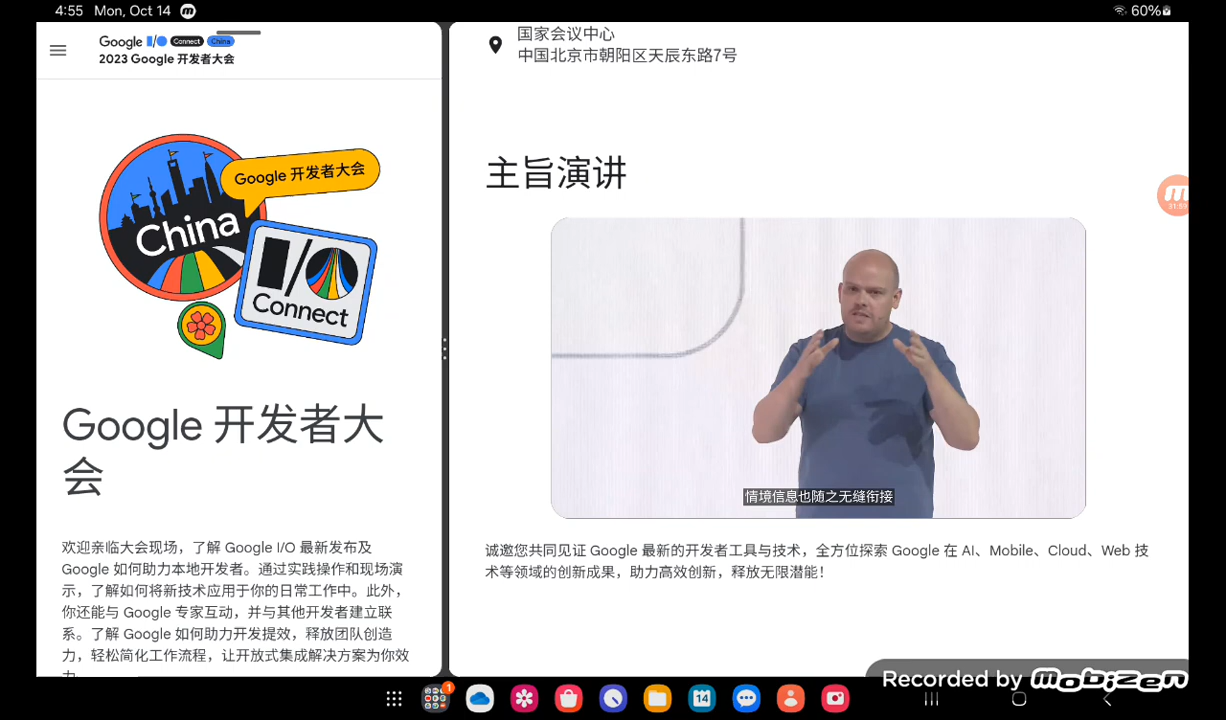 4:55 Mon, Oct 14
60%
Google I/O Connect China
2023 Google 开发者大会
Google 开发者大会
China
I/O
Connect
Google 开发者大
会
欢迎亲临大会现场，了解 Google I/O 最新发布及
Google 如何助力本地开发者。通过实践操作和现场演
示，了解如何将新技术应用于你的日常工作中。此外，
你还能与 Google 专家互动，并与其他开发者建立联
系。了解 Google 如何助力开发提效，释放团队创造
力，轻松简化工作流程，让开放式集成解决方案为你效
力。
国家会议中心
中国北京市朝阳区天辰东路7号
主旨演讲
情境信息也随之无缝衔接
诚邀您共同见证 Google 最新的开发者工具与技术，全方位探索 Google 在 AI、Mobile、Cloud、Web 技
术等领域的创新成果，助力高效创新，释放无限潜能！
31:59
1
14
Recorded by mobizen